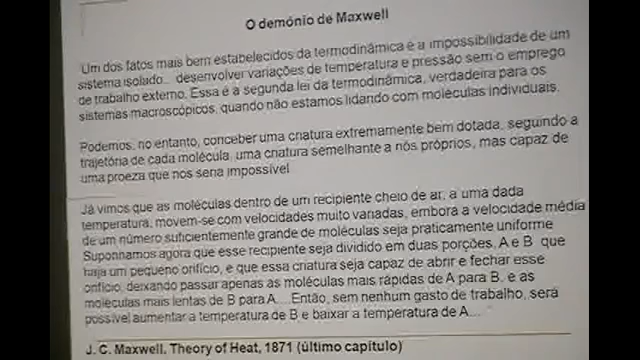 O demónio de Maxwell
Um dos fatos mais bem estabelecidos da termodinâmica é a impossibilidade de um
sistema isolado... desenvolver variações de temperatura e pressão sem o emprego
de trabalho externo. Essa é a segunda lei da termodinâmica, verdadeira para os
sistemas macroscópicos, quando não estamos lidando com moléculas individuais.
Podemos, no entanto, conceber uma criatura extremamente bem dotada, seguindo a
trajetória de cada molécula, uma criatura semelhante a nós próprios, mas capaz de
uma proeza que nos seria impossível
Já vimos que as moléculas dentro de um recipiente cheio de ar, a uma dada
temperatura, movem-se com velocidades muito variadas, embora a velocidade média
de um número suficientemente grande de moléculas seja praticamente uniforme
Suponhamos agora que esse recipiente seja dividido em duas porções, A e B que
haja um pequeno orifício, e que essa criatura seja capaz de abrir e fechar esse
orifício, deixando passar apenas as moléculas mais rápidas de A para B, e as
moléculas mais lentas de B para A.... Então, sem nenhum gasto de trabalho, será
possível aumentar a temperatura de B e baixar a temperatura de A....
J. C. Maxwell, Theory of Heat, 1871 (último capítulo)